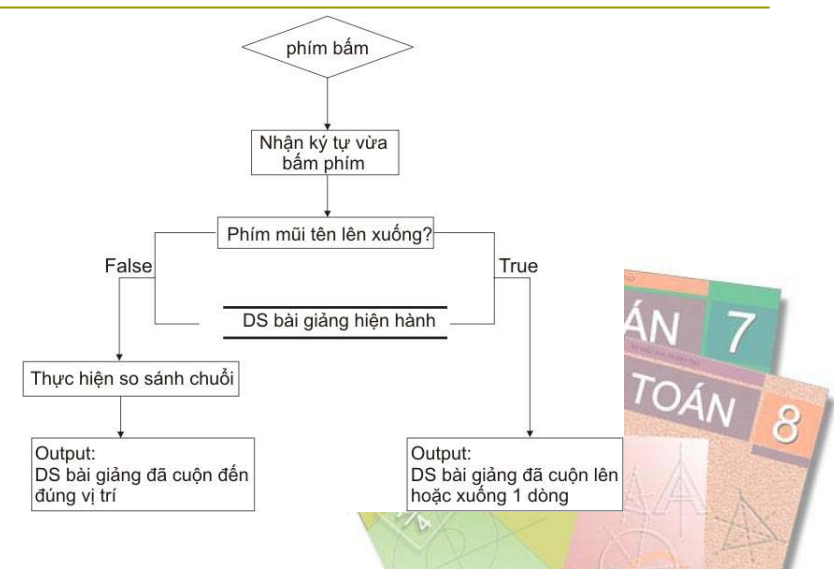 phím bấm
Nhận ký tự vừa
bấm phím
Phím mũi tên lên xuống?
False
True
DS bài giảng hiện hành
Thực hiện so sánh chuổi
Output:
DS bài giảng đã cuộn đến
đúng vị trí
Output:
DS bài giảng đã cuộn lên
hoặc xuống 1 dòng
ÁN 7
TOÁN 8